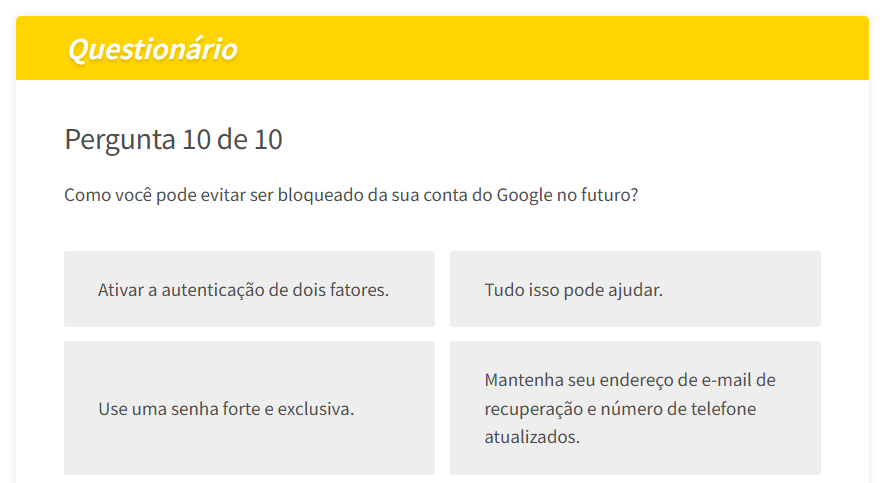 Questionário
Pergunta 10 de 10
Como você pode evitar ser bloqueado da sua conta do Google no futuro?
Ativar a autenticação de dois fatores.
Tudo isso pode ajudar.
Use uma senha forte e exclusiva.
Mantenha seu endereço de e-mail de
recuperação e número de telefone
atualizados.